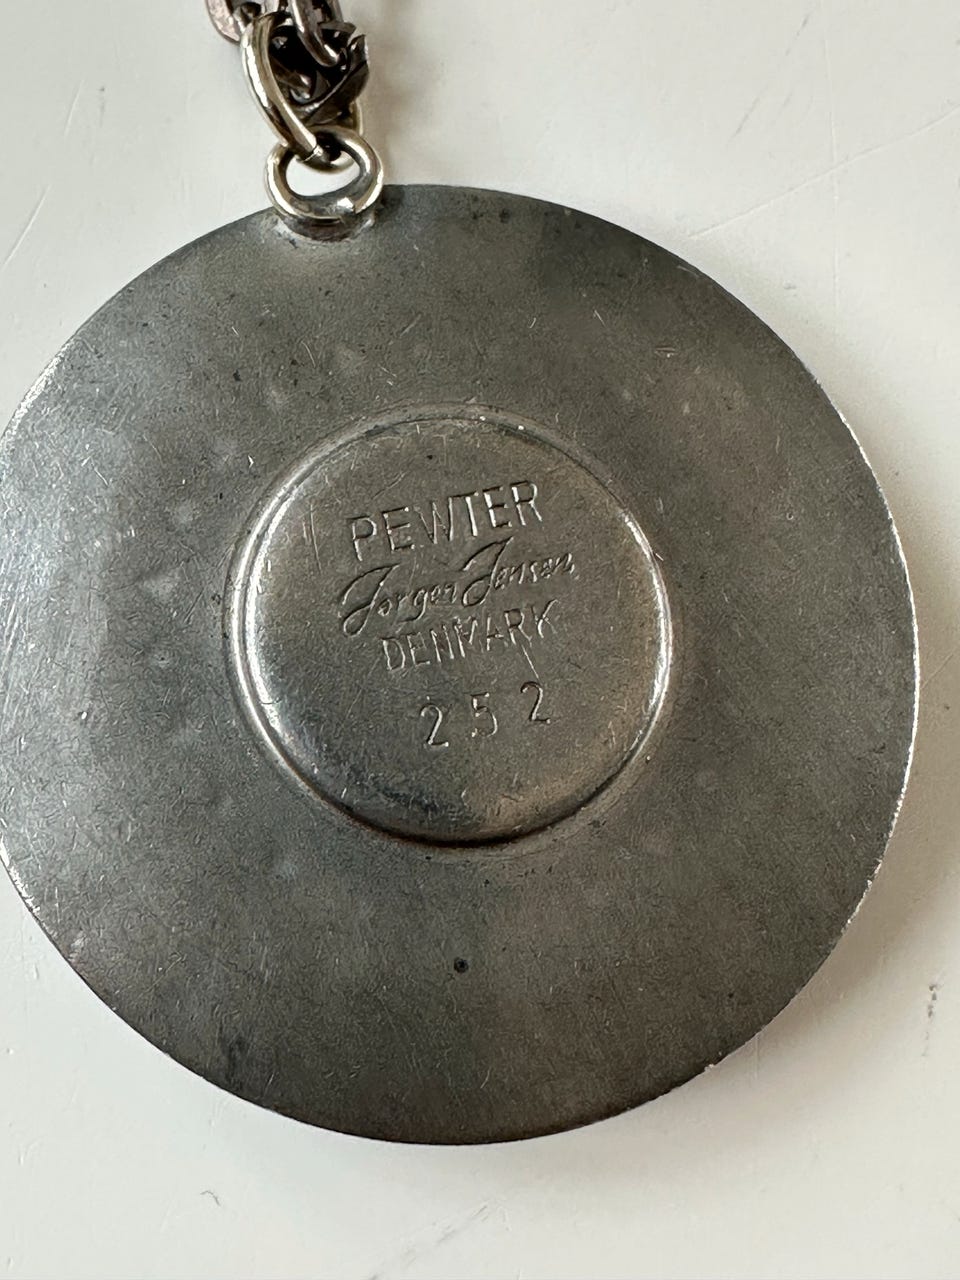 PEWTER
Jorgen Jensen
DENMARK
252